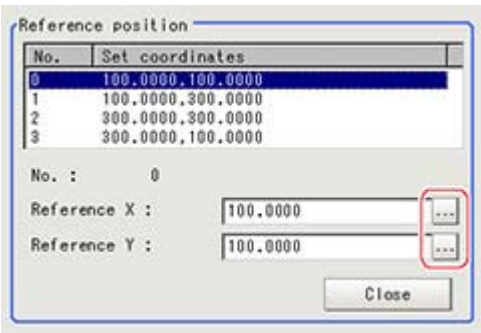 Reference position
No. Set coordinates
0 100.0000,100.0000
1 100.0000,300.0000
2 300.0000,300.0000
3 300.0000,100.0000
No. : 0
Reference X : 100.0000 ...
Reference Y : 100.0000 ...
Close